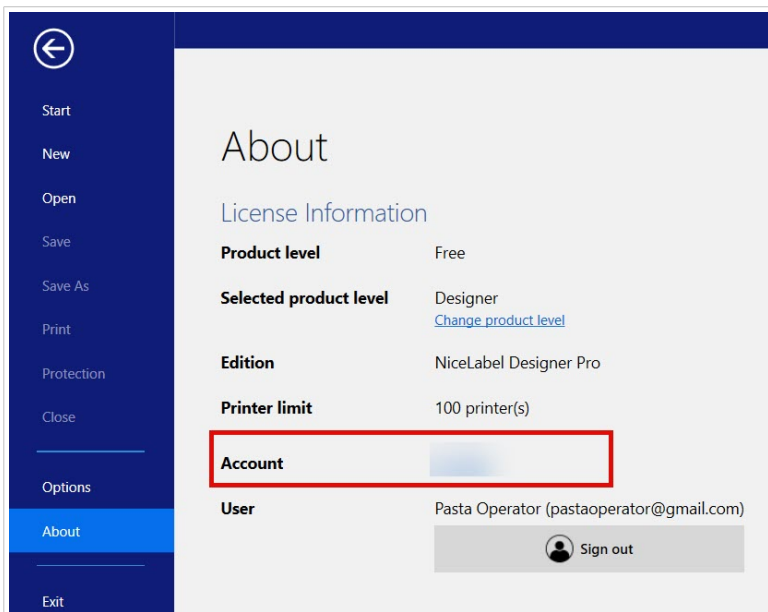 Start
New
Open
Save
Save As
Print
Protection
Close
Options
About
Exit
About
License Information
Product level Free
Selected product level Designer
Change product level
Edition NiceLabel Designer Pro
Printer limit 100 printer(s)
Account
User Pasta Operator (pastaoperator@gmail.com)
Sign out